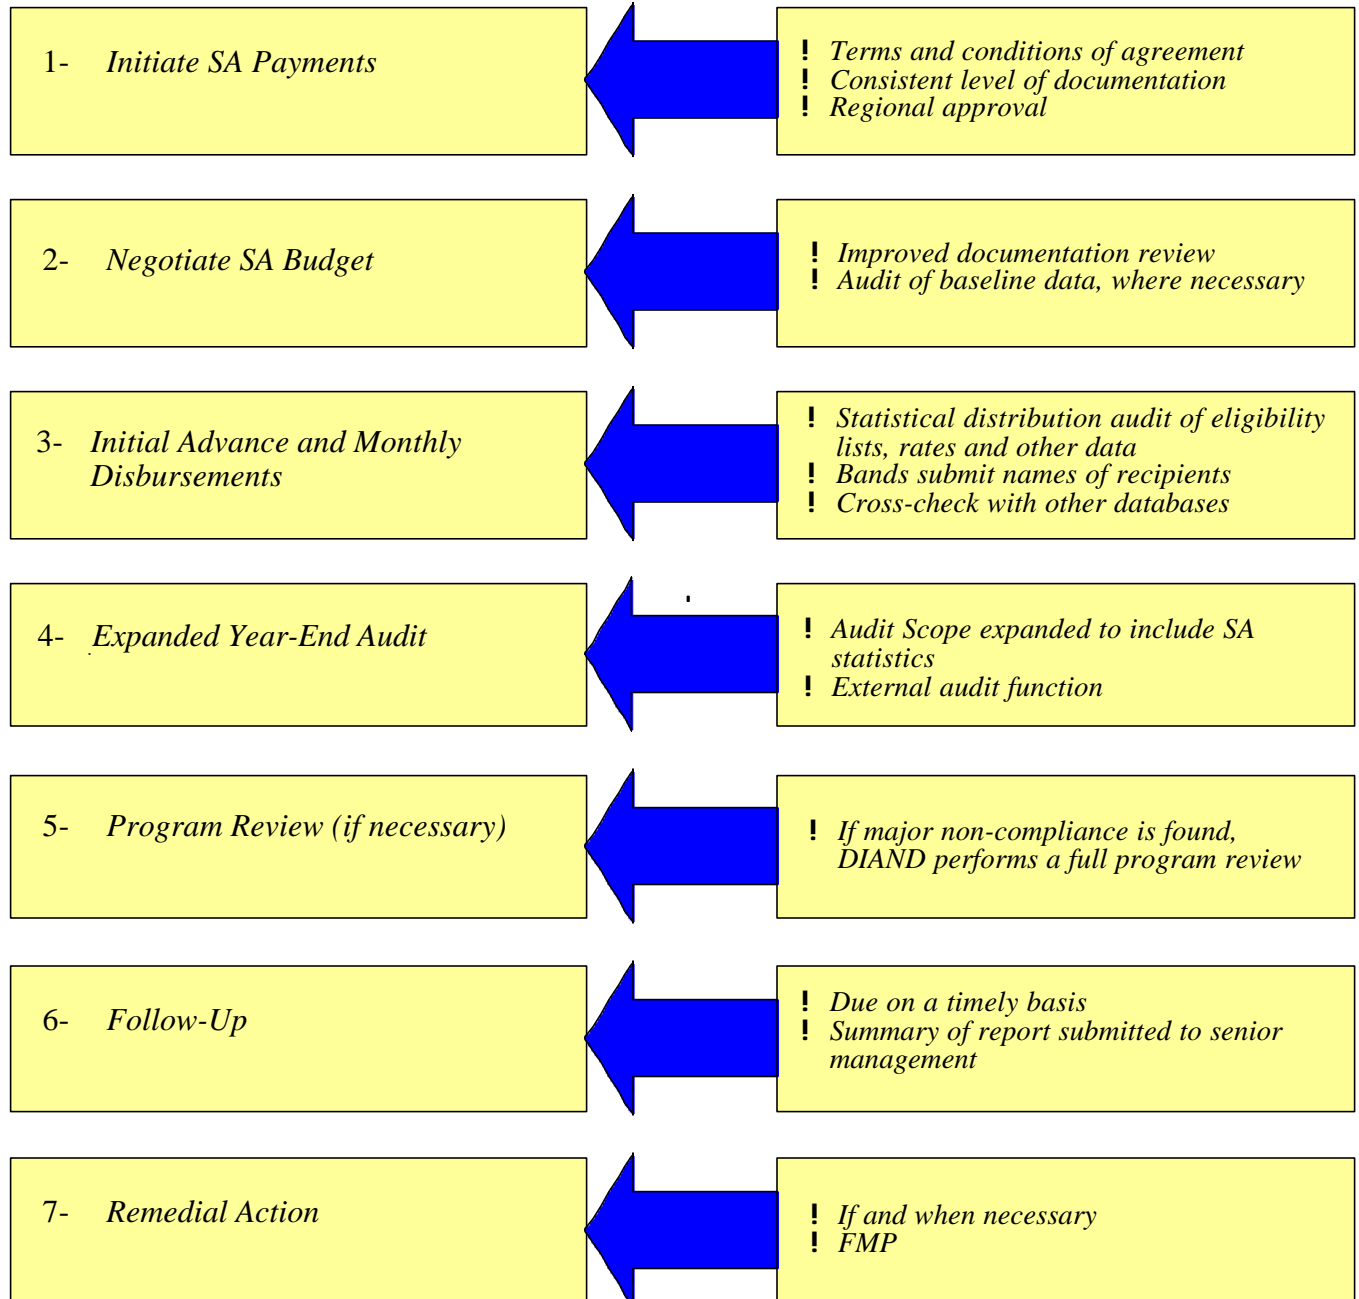 1- Initiate SA Payments
! Terms and conditions of agreement
! Consistent level of documentation
! Regional approval
2- Negotiate SA Budget
! Improved documentation review
! Audit of baseline data, where necessary
3- Initial Advance and Monthly
Disbursements
! Statistical distribution audit of eligibility
lists, rates and other data
! Bands submit names of recipients
! Cross-check with other databases
4- Expanded Year-End Audit
! Audit Scope expanded to include SA
statistics
! External audit function
5- Program Review (if necessary)
! If major non-compliance is found,
DIAND performs a full program review
6- Follow-Up
! Due on a timely basis
! Summary of report submitted to senior
management
7- Remedial Action
! If and when necessary
! FMP